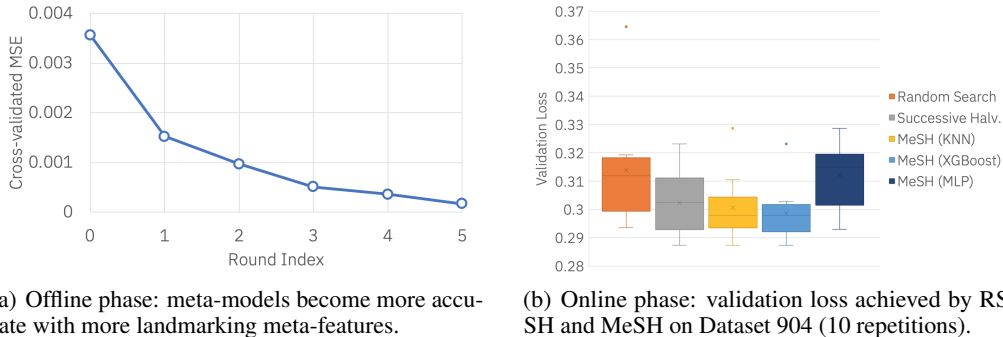 0.004
0.003
0.002
0.001
0
Cross-validated MSE
0 1 2 3 4 5
Round Index
a) Offline phase: meta-models become more accu-
ate with more landmarking meta-features.
0.37
0.36
0.35
0.34
0.33
0.32
0.31
0.3
0.29
0.28
Validation Loss
Random Search
Successive Halv.
MeSH (KNN)
MeSH (XGBoost)
MeSH (MLP)
(b) Online phase: validation loss achieved by RS
SH and MeSH on Dataset 904 (10 repetitions).